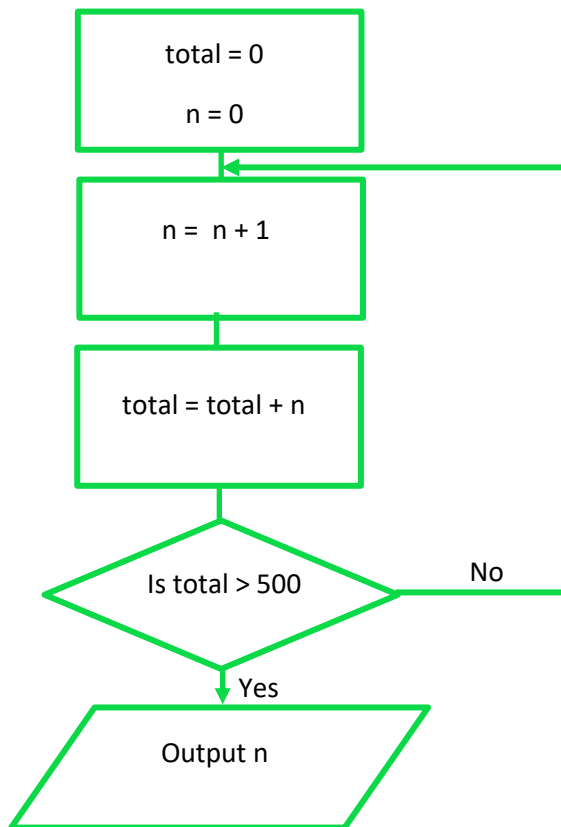 total = 0
n = 0
n = n + 1
total = total + n
Is total > 500
No
Yes
Output n